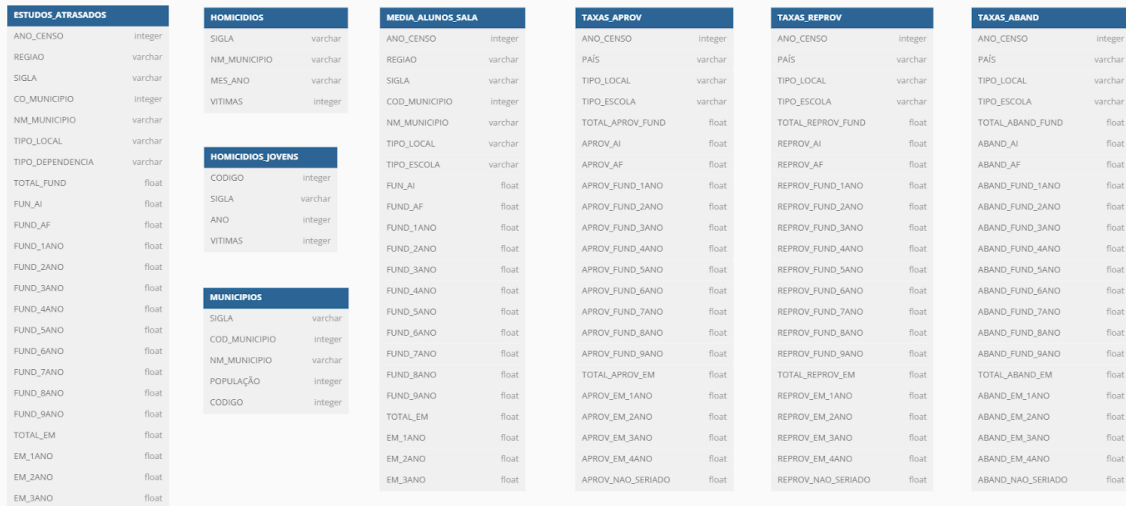 ESTUDOS_ATRASADOS
ANO_CENSO integer
REGIAO varchar
SIGLA varchar
CO_MUNICIPIO integer
NM_MUNICIPIO varchar
TIPO_LOCAL varchar
TIPO_DEPENDENCIA varchar
TOTAL_FUND float
FUN_AI float
FUND_AF float
FUND_1ANO float
FUND_2ANO float
FUND_3ANO float
FUND_4ANO float
FUND_5ANO float
FUND_6ANO float
FUND_7ANO float
FUND_8ANO float
FUND_9ANO float
TOTAL_EM float
EM_1ANO float
EM_2ANO float
EM_3ANO float
HOMICIDIOS
SIGLA varchar
NM_MUNICIPIO varchar
MES_ANO varchar
VITIMAS integer
HOMICIDIOS_JOVENS
CODIGO integer
SIGLA varchar
ANO integer
VITIMAS integer
MUNICIPIOS
SIGLA varchar
COD_MUNICIPIO integer
NM_MUNICIPIO varchar
POPULAÇÃO integer
CODIGO integer
MEDIA_ALUNOS_SALA
ANO_CENSO integer
REGIAO varchar
SIGLA varchar
COD_MUNICIPIO integer
NM_MUNICIPIO varchar
TIPO_LOCAL varchar
TIPO_ESCOLA varchar
FUN_AI float
FUND_AF float
FUND_1ANO float
FUND_2ANO float
FUND_3ANO float
FUND_4ANO float
FUND_5ANO float
FUND_6ANO float
FUND_7ANO float
FUND_8ANO float
FUND_9ANO float
TOTAL_EM float
EM_1ANO float
EM_2ANO float
EM_3ANO float
TAXAS_APROV
ANO_CENSO integer
PAÍS varchar
TIPO_LOCAL varchar
TIPO_ESCOLA varchar
TOTAL_APROV_FUND float
APROV_AI float
APROV_AF float
APROV_FUND_1ANO float
APROV_FUND_2ANO float
APROV_FUND_3ANO float
APROV_FUND_4ANO float
APROV_FUND_5ANO float
APROV_FUND_6ANO float
APROV_FUND_7ANO float
APROV_FUND_8ANO float
APROV_FUND_9ANO float
TOTAL_APROV_EM float
APROV_EM_1ANO float
APROV_EM_2ANO float
APROV_EM_3ANO float
APROV_EM_4ANO float
APROV_NAO_SERIADO float
TAXAS_REPROV
ANO_CENSO integer
PAÍS varchar
TIPO_LOCAL varchar
TIPO_ESCOLA varchar
TOTAL_REPROV_FUND float
REPROV_AI float
REPROV_AF float
REPROV_FUND_1ANO float
REPROV_FUND_2ANO float
REPROV_FUND_3ANO float
REPROV_FUND_4ANO float
REPROV_FUND_5ANO float
REPROV_FUND_6ANO float
REPROV_FUND_7ANO float
REPROV_FUND_8ANO float
REPROV_FUND_9ANO float
TOTAL_REPROV_EM float
REPROV_EM_1ANO float
REPROV_EM_2ANO float
REPROV_EM_3ANO float
REPROV_EM_4ANO float
REPROV_NAO_SERIADO float
TAXAS_ABAND
ANO_CENSO integer
PAÍS varchar
TIPO_LOCAL varchar
TIPO_ESCOLA varchar
TOTAL_ABAND_FUND float
ABAND_AI float
ABAND_AF float
ABAND_FUND_1ANO float
ABAND_FUND_2ANO float
ABAND_FUND_3ANO float
ABAND_FUND_4ANO float
ABAND_FUND_5ANO float
ABAND_FUND_6ANO float
ABAND_FUND_7ANO float
ABAND_FUND_8ANO float
ABAND_FUND_9ANO float
TOTAL_ABAND_EM float
ABAND_EM_1ANO float
ABAND_EM_2ANO float
ABAND_EM_3ANO float
ABAND_EM_4ANO float
ABAND_NAO_SERIADO float